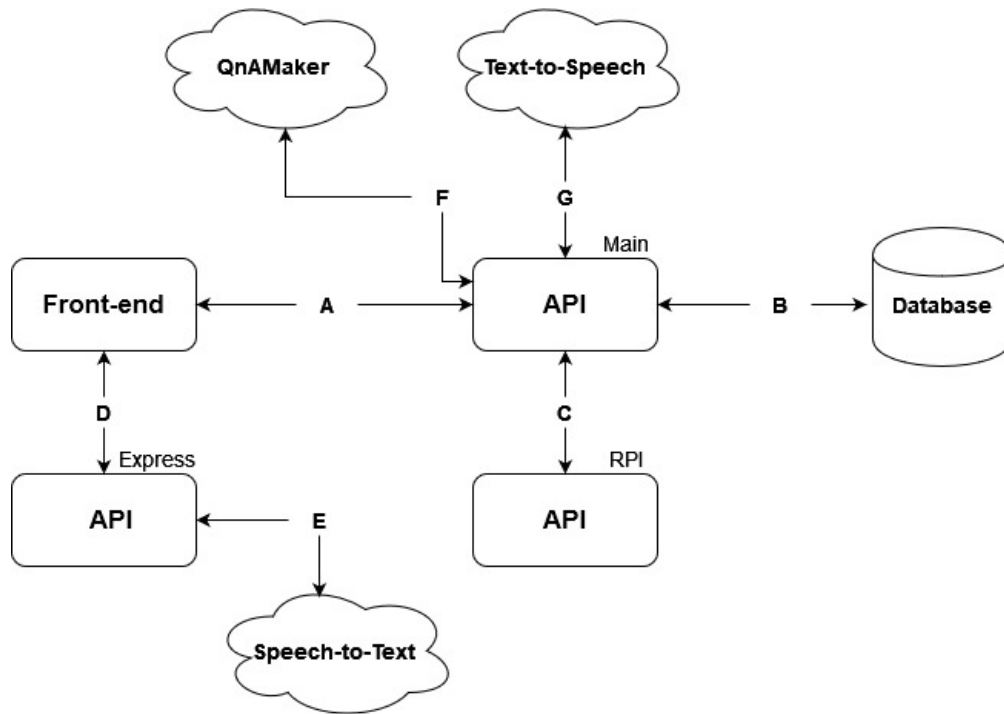 QnAMaker
Text-to-Speech
F
G
Main
Front-end
A
API
B
Database
D
C
Express
RPI
API
API
E
Speech-to-Text